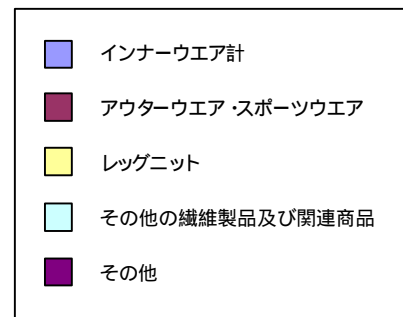 インナーウエア計
アウターウエア・スポーツウエア
レッグニット
その他の繊維製品及び関連商品
その他